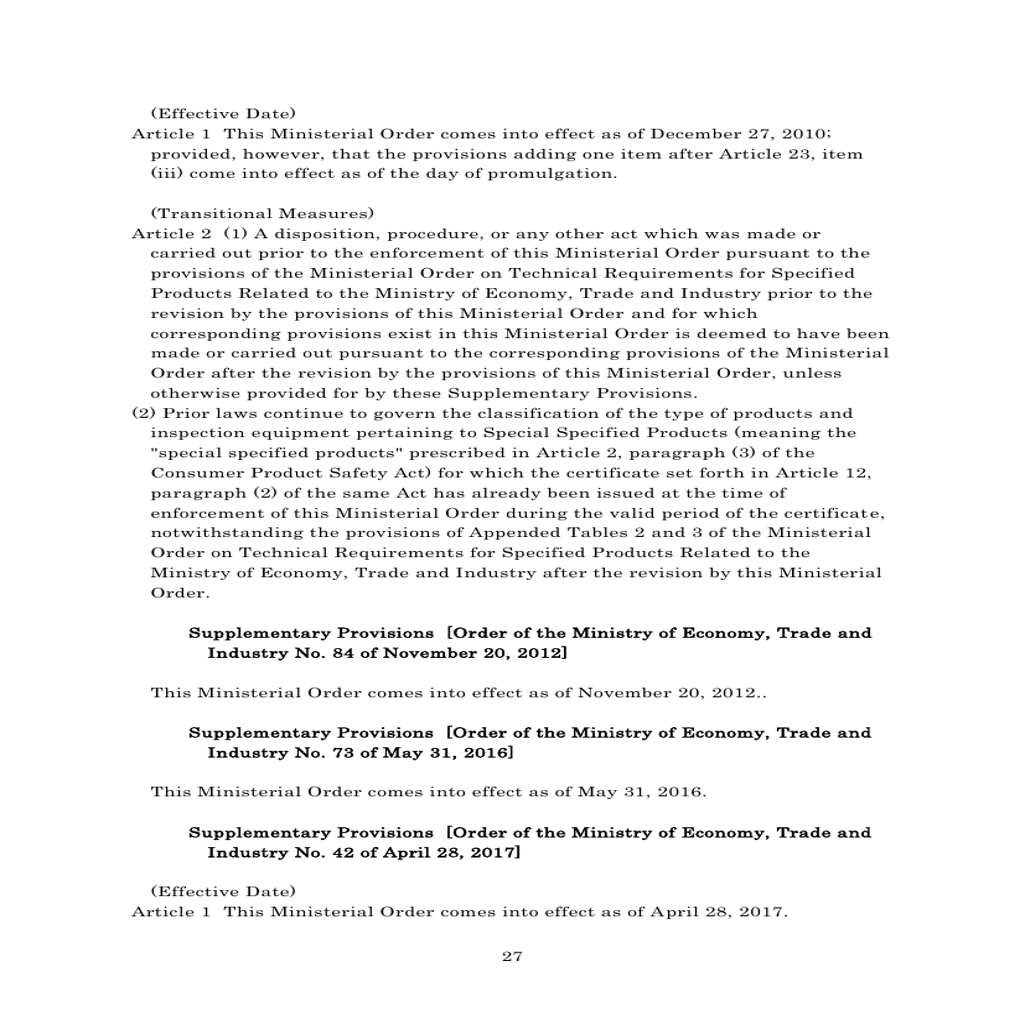 (Effective Date)
Article 1  This Ministerial Order comes into effect as of December 27, 2010;
provided, however, that the provisions adding one item after Article 23, item
(iii) come into effect as of the day of promulgation.
(Transitional Measures)
Article 2  (1) A disposition, procedure, or any other act which was made or
carried out prior to the enforcement of this Ministerial Order pursuant to the
provisions of the Ministerial Order on Technical Requirements for Specified
Products Related to the Ministry of Economy, Trade and Industry prior to the
revision by the provisions of this Ministerial Order and for which
corresponding provisions exist in this Ministerial Order is deemed to have been
made or carried out pursuant to the corresponding provisions of the Ministerial
Order after the revision by the provisions of this Ministerial Order, unless
otherwise provided for by these Supplementary Provisions.
(2) Prior laws continue to govern the classification of the type of products and
inspection equipment pertaining to Special Specified Products (meaning the
"special specified products" prescribed in Article 2, paragraph (3) of the
Consumer Product Safety Act) for which the certificate set forth in Article 12,
paragraph (2) of the same Act has already been issued at the time of
enforcement of this Ministerial Order during the valid period of the certificate,
notwithstanding the provisions of Appended Tables 2 and 3 of the Ministerial
Order on Technical Requirements for Specified Products Related to the
Ministry of Economy, Trade and Industry after the revision by this Ministerial
Order.
Supplementary Provisions  [Order of the Ministry of Economy, Trade and
Industry No. 84 of November 20, 2012]
This Ministerial Order comes into effect as of November 20, 2012..
Supplementary Provisions  [Order of the Ministry of Economy, Trade and
Industry No. 73 of May 31, 2016]
This Ministerial Order comes into effect as of May 31, 2016.
Supplementary Provisions  [Order of the Ministry of Economy, Trade and
Industry No. 42 of April 28, 2017]
(Effective Date)
Article 1  This Ministerial Order comes into effect as of April 28, 2017.
27